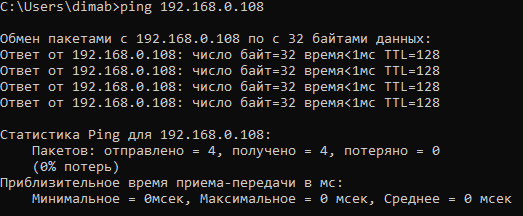 C:\Users\dimab>ping 192.168.0.108
Обмен пакетами с 192.168.0.108 по с 32 байтами данных:
Ответ от 192.168.0.108: число байт=32 время<1мс TTL=128
Ответ от 192.168.0.108: число байт=32 время<1мс TTL=128
Ответ от 192.168.0.108: число байт=32 время<1мс TTL=128
Ответ от 192.168.0.108: число байт=32 время<1мс TTL=128
Статистика Ping для 192.168.0.108:
Пакетов: отправлено = 4, получено = 4, потеряно = 0
(0% потерь)
Приблизительное время приема-передачи в мс:
Минимальное = 0мсек, Максимальное = 0 мсек, Среднее = 0 мсек